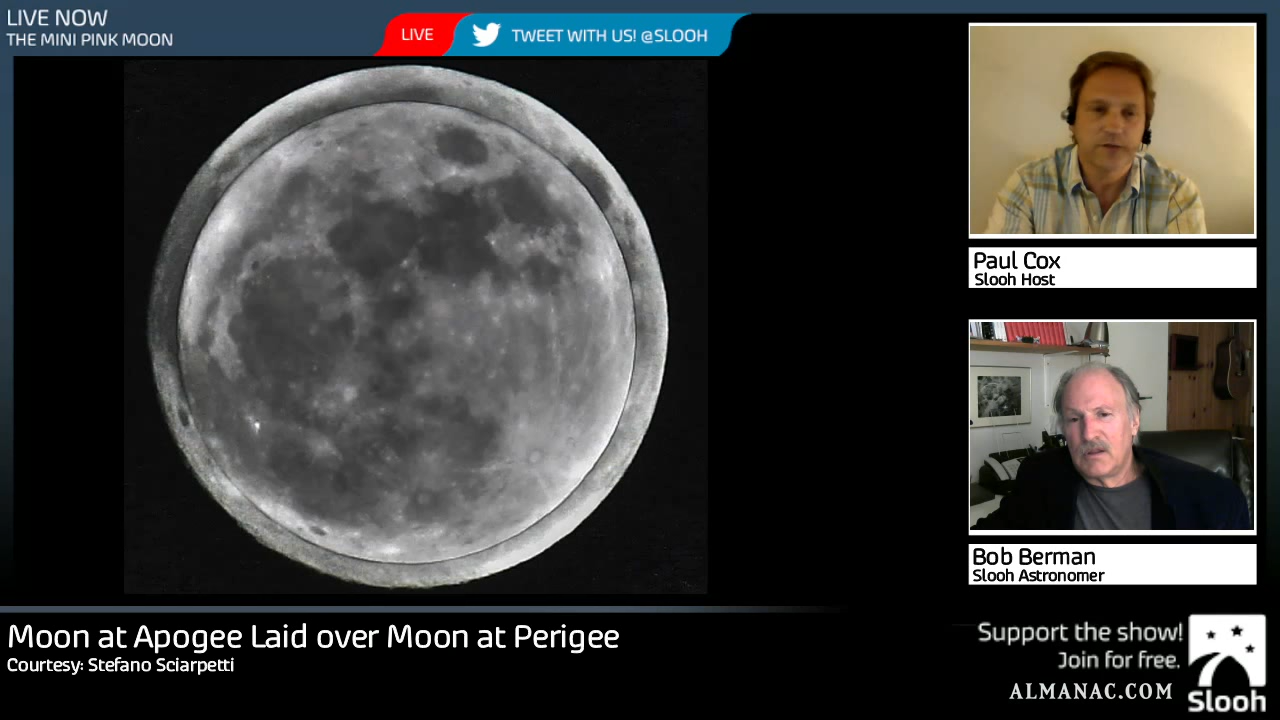 LIVE NOW
THE MINI PINK MOON
LIVE
TWEET WITH US! @SLOOH
Paul Cox
Slooh Host
Bob Berman
Slooh Astronomer
Moon at Apogee Laid over Moon at Perigee
Courtesy: Stefano Sciarpetti
Support the show!
Join for free.
ALMANAC.COM
Slooh